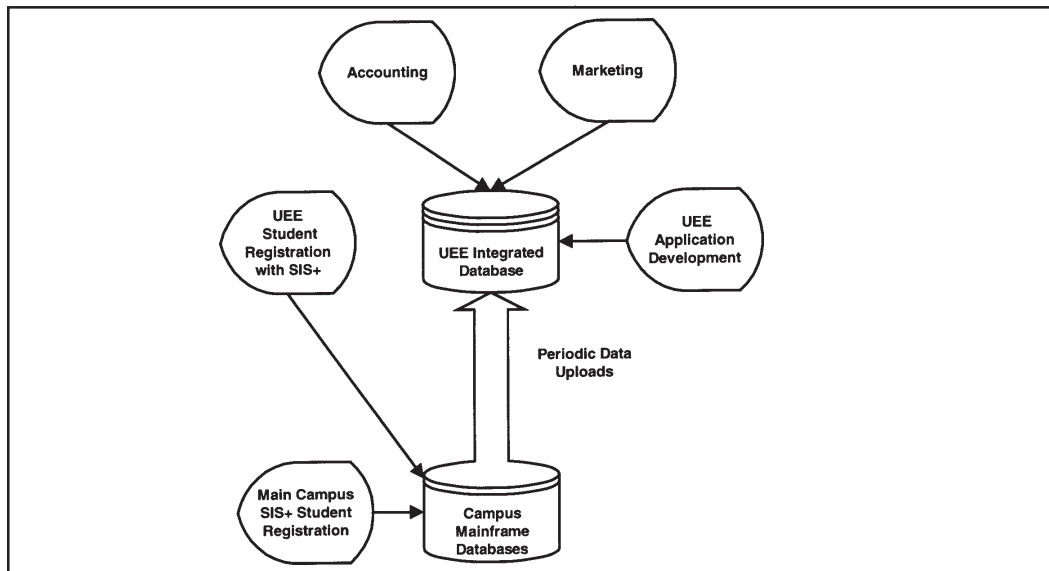 Accounting
Marketing
UEE
Student
Registration
with SIS+
UEE Integrated
Database
UEE
Application
Development
Periodic Data
Uploads
Main Campus
SIS+ Student
Registration
Campus
Mainframe
Databases